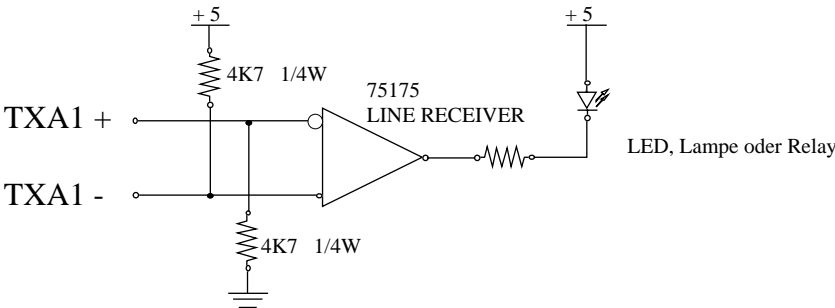 + 5
+ 5
4K7 1/4W
75175
LINE RECEIVER
TXA1 +
LED, Lampe oder Relay
TXA1 -
4K7 1/4W